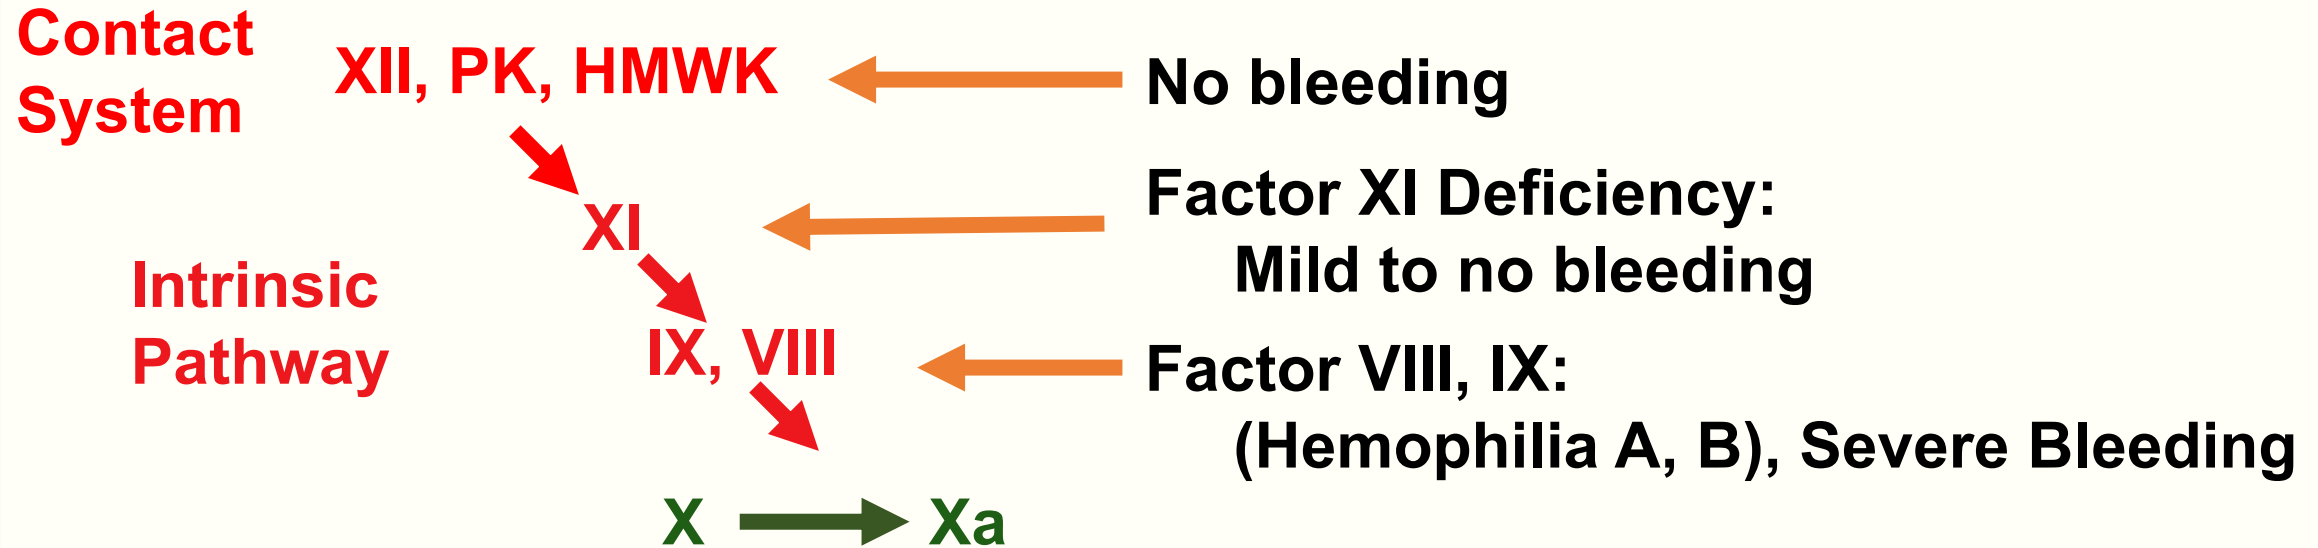 Contact
System
XII, PK, HMWK
No bleeding
XI
Factor XI Deficiency:
Mild to no bleeding
Intrinsic
Pathway
IX, VIII
Factor VIII, IX:
(Hemophilia A, B), Severe Bleeding
X
Xa